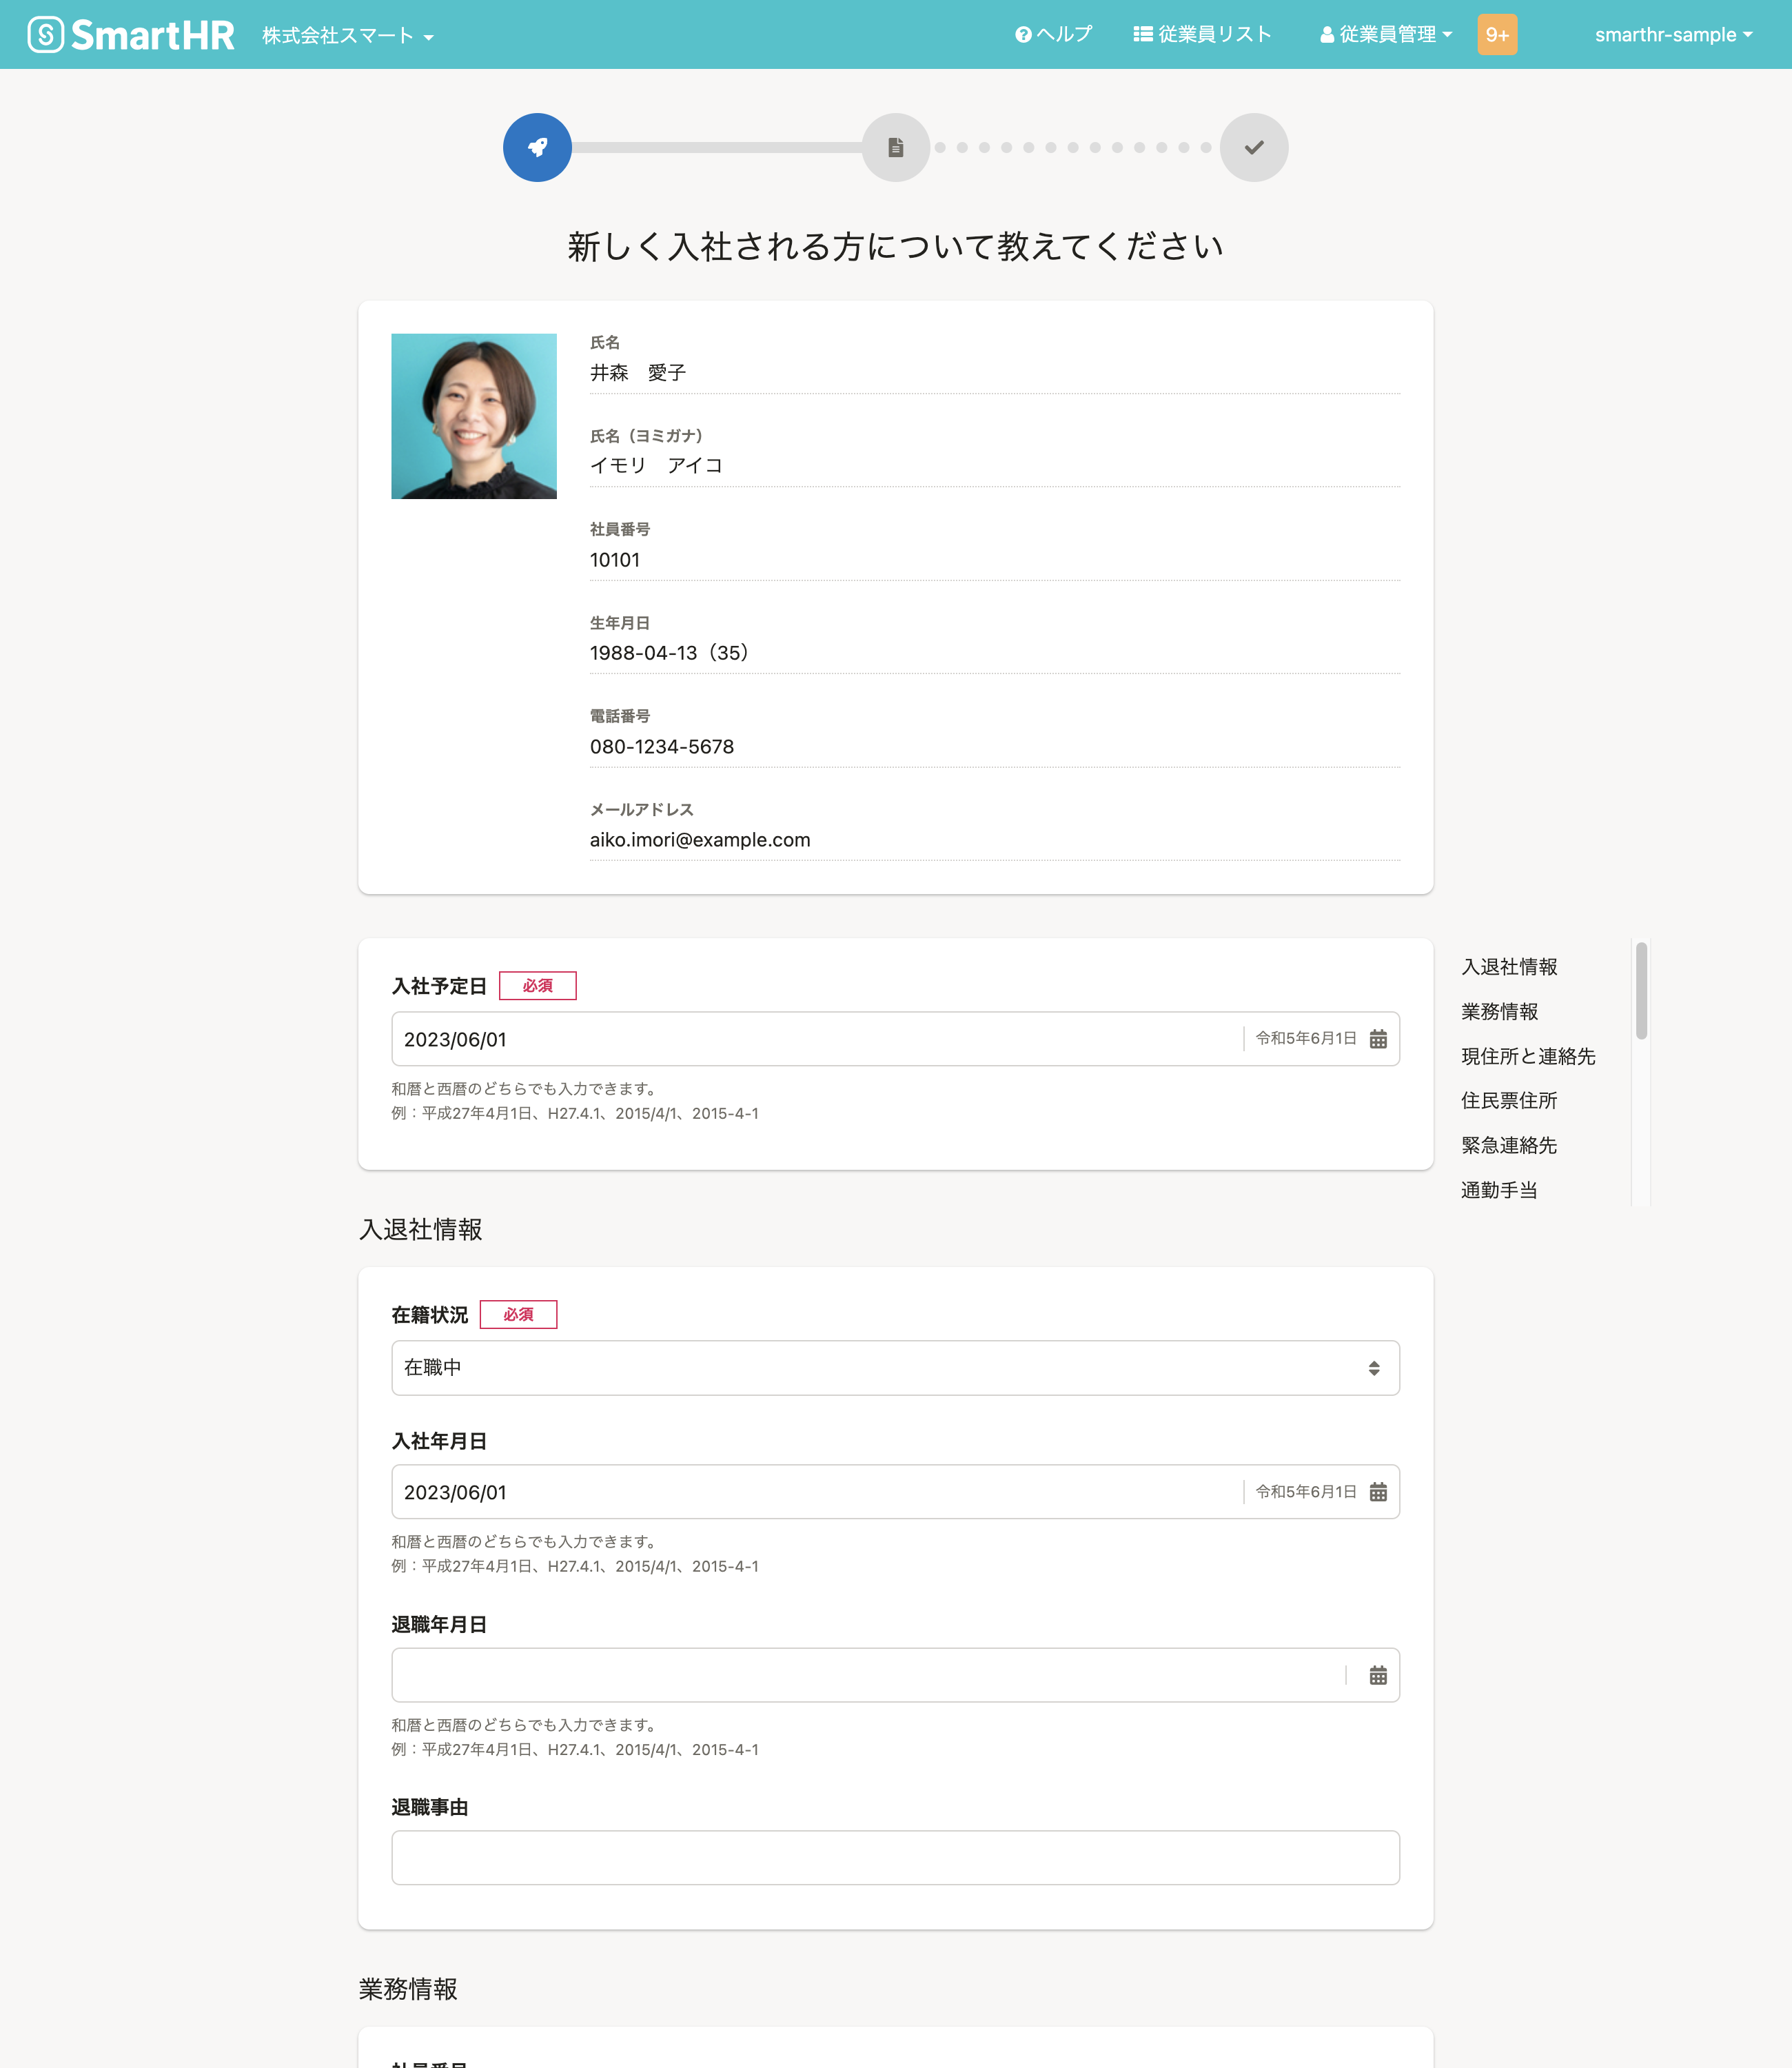 SmartHR
株式会社スマート
ヘルプ
従業員リスト
従業員管理
9+
smarthr-sample
新しく入社される方について教えてください
氏名
井森　愛子
氏名（ヨミガナ）
イモリ　アイコ
社員番号
10101
生年月日
1988-04-13（35）
電話番号
080-1234-5678
メールアドレス
aiko.imori@example.com
入社予定日 必須
2023/06/01 令和5年6月1日
和暦と西暦のどちらでも入力できます。
例：平成27年4月1日、H27.4.1、2015/4/1、2015-4-1
入退社情報
業務情報
現住所と連絡先
住民票住所
緊急連絡先
通勤手当
入退社情報
在籍状況 必須
在職中
入社年月日
2023/06/01 令和5年6月1日
和暦と西暦のどちらでも入力できます。
例：平成27年4月1日、H27.4.1、2015/4/1、2015-4-1
退職年月日
和暦と西暦のどちらでも入力できます。
例：平成27年4月1日、H27.4.1、2015/4/1、2015-4-1
退職事由
業務情報